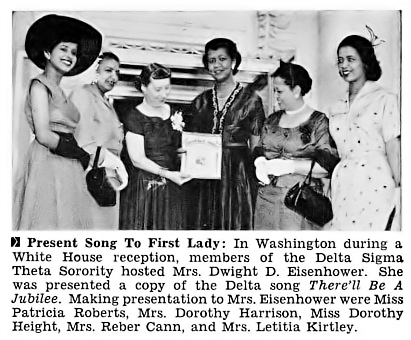 Present Song To First Lady: In Washington during a
White House reception, members of the Delta Sigma
Theta Sorority hosted Mrs. Dwight D. Eisenhower. She
was presented a copy of the Delta song There'll Be A
Jubilee. Making presentation to Mrs. Eisenhower were Miss
Patricia Roberts, Mrs. Dorothy Harrison, Miss Dorothy
Height, Mrs. Reber Cann, and Mrs. Letitia Kirtley.